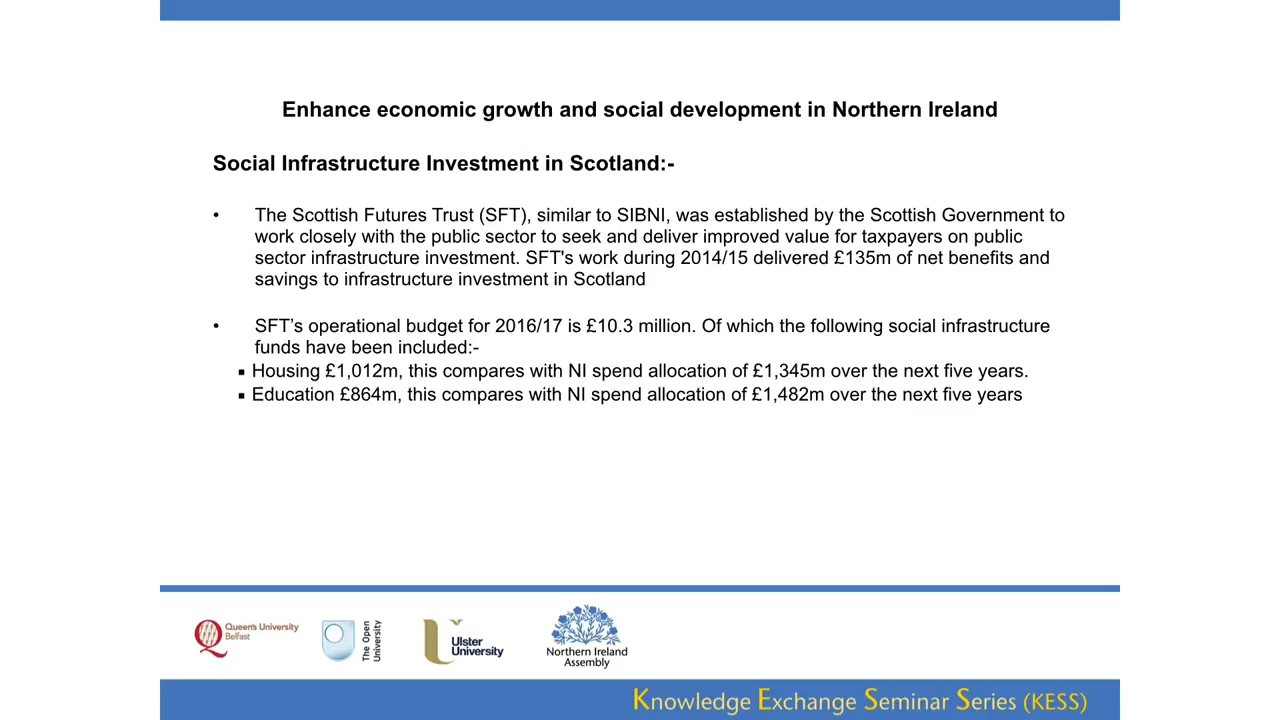 Enhance economic growth and social development in Northern Ireland
Social Infrastructure Investment in Scotland:-
• The Scottish Futures Trust (SFT), similar to SIBNI, was established by the Scottish Government to
work closely with the public sector to seek and deliver improved value for taxpayers on public
sector infrastructure investment. SFT's work during 2014/15 delivered £135m of net benefits and
savings to infrastructure investment in Scotland
• SFT’s operational budget for 2016/17 is £10.3 million. Of which the following social infrastructure
funds have been included:-
▪ Housing £1,012m, this compares with NI spend allocation of £1,345m over the next five years.
▪ Education £864m, this compares with NI spend allocation of £1,482m over the next five years
Queen's University
Belfast
The Open
University
Ulster
University
Northern Ireland
Assembly
Knowledge Exchange Seminar Series (KESS)